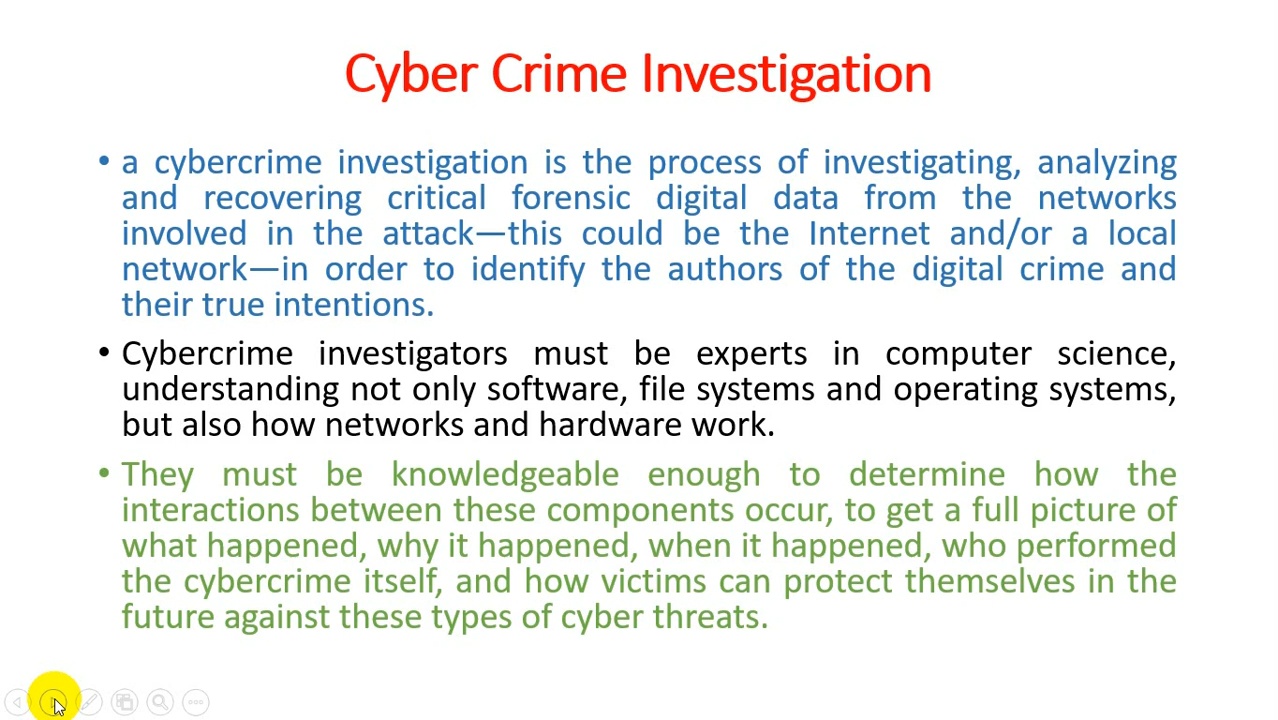 Cyber Crime Investigation
• a cybercrime investigation is the process of investigating, analyzing
and recovering critical forensic digital data from the networks
involved in the attack—this could be the Internet and/or a local
network—in order to identify the authors of the digital crime and
their true intentions.
• Cybercrime investigators must be experts in computer science,
understanding not only software, file systems and operating systems,
but also how networks and hardware work.
• They must be knowledgeable enough to determine how the
interactions between these components occur, to get a full picture of
what happened, why it happened, when it happened, who performed
the cybercrime itself, and how victims can protect themselves in the
future against these types of cyber threats.